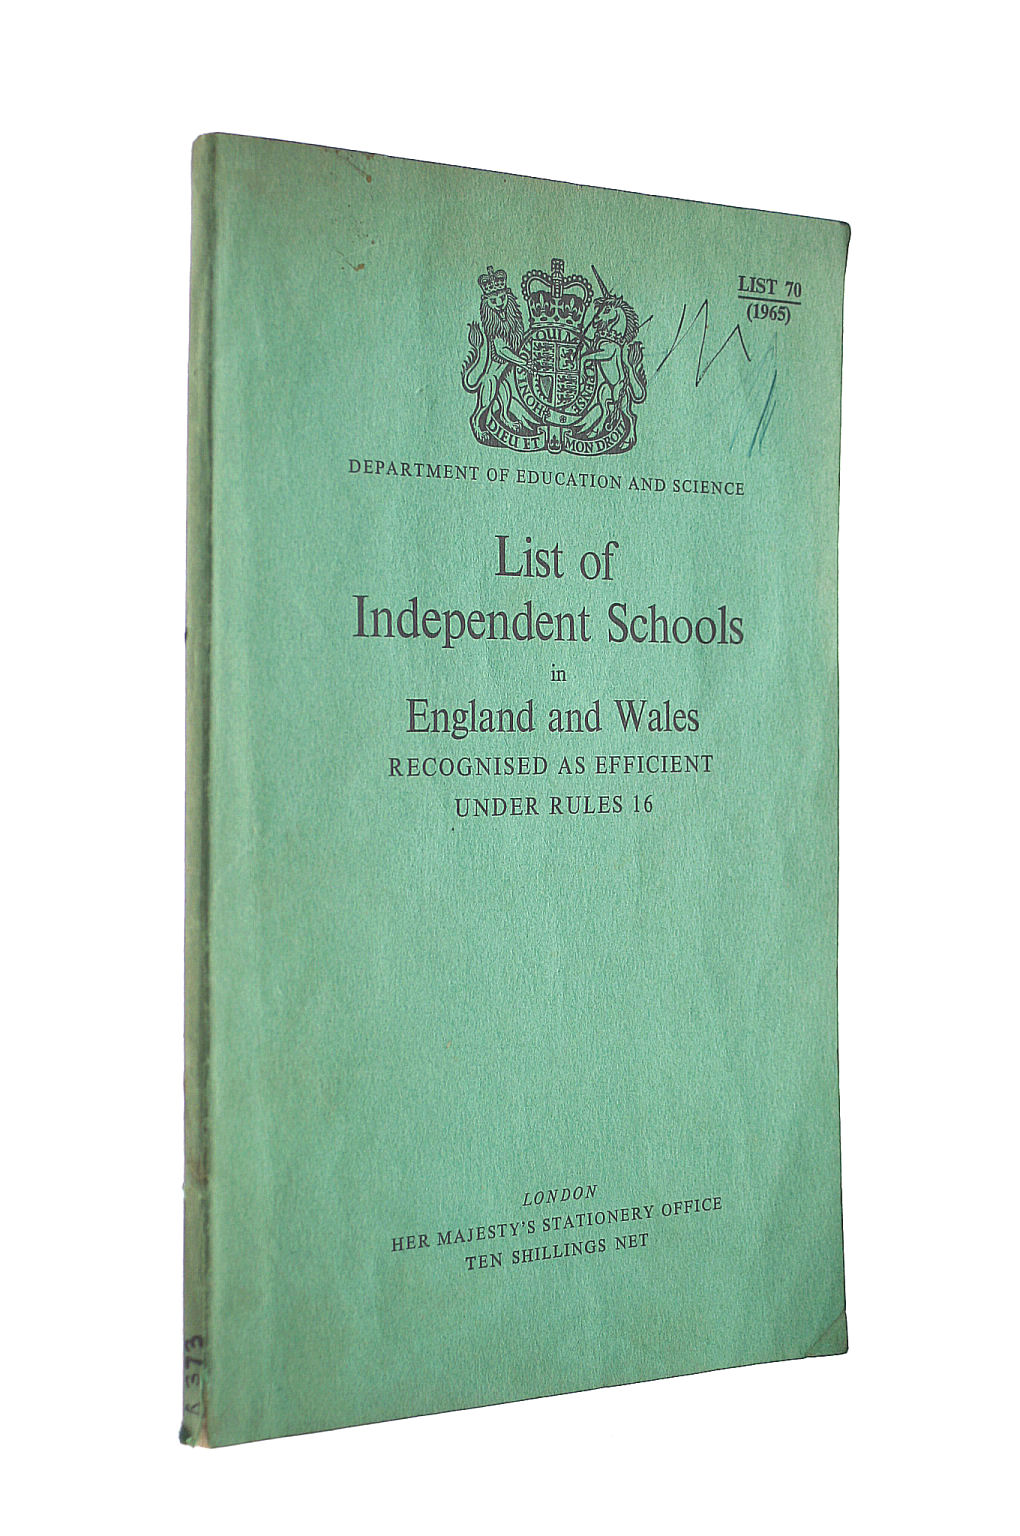 LIST 70
(1965)
DIEU ET MON DROIT
DEPARTMENT OF EDUCATION AND SCIENCE
List of
Independent Schools
in
England and Wales
RECOGNISED AS EFFICIENT
UNDER RULES 16
LONDON
HER MAJESTY'S STATIONERY OFFICE
TEN SHILLINGS NET
R 373